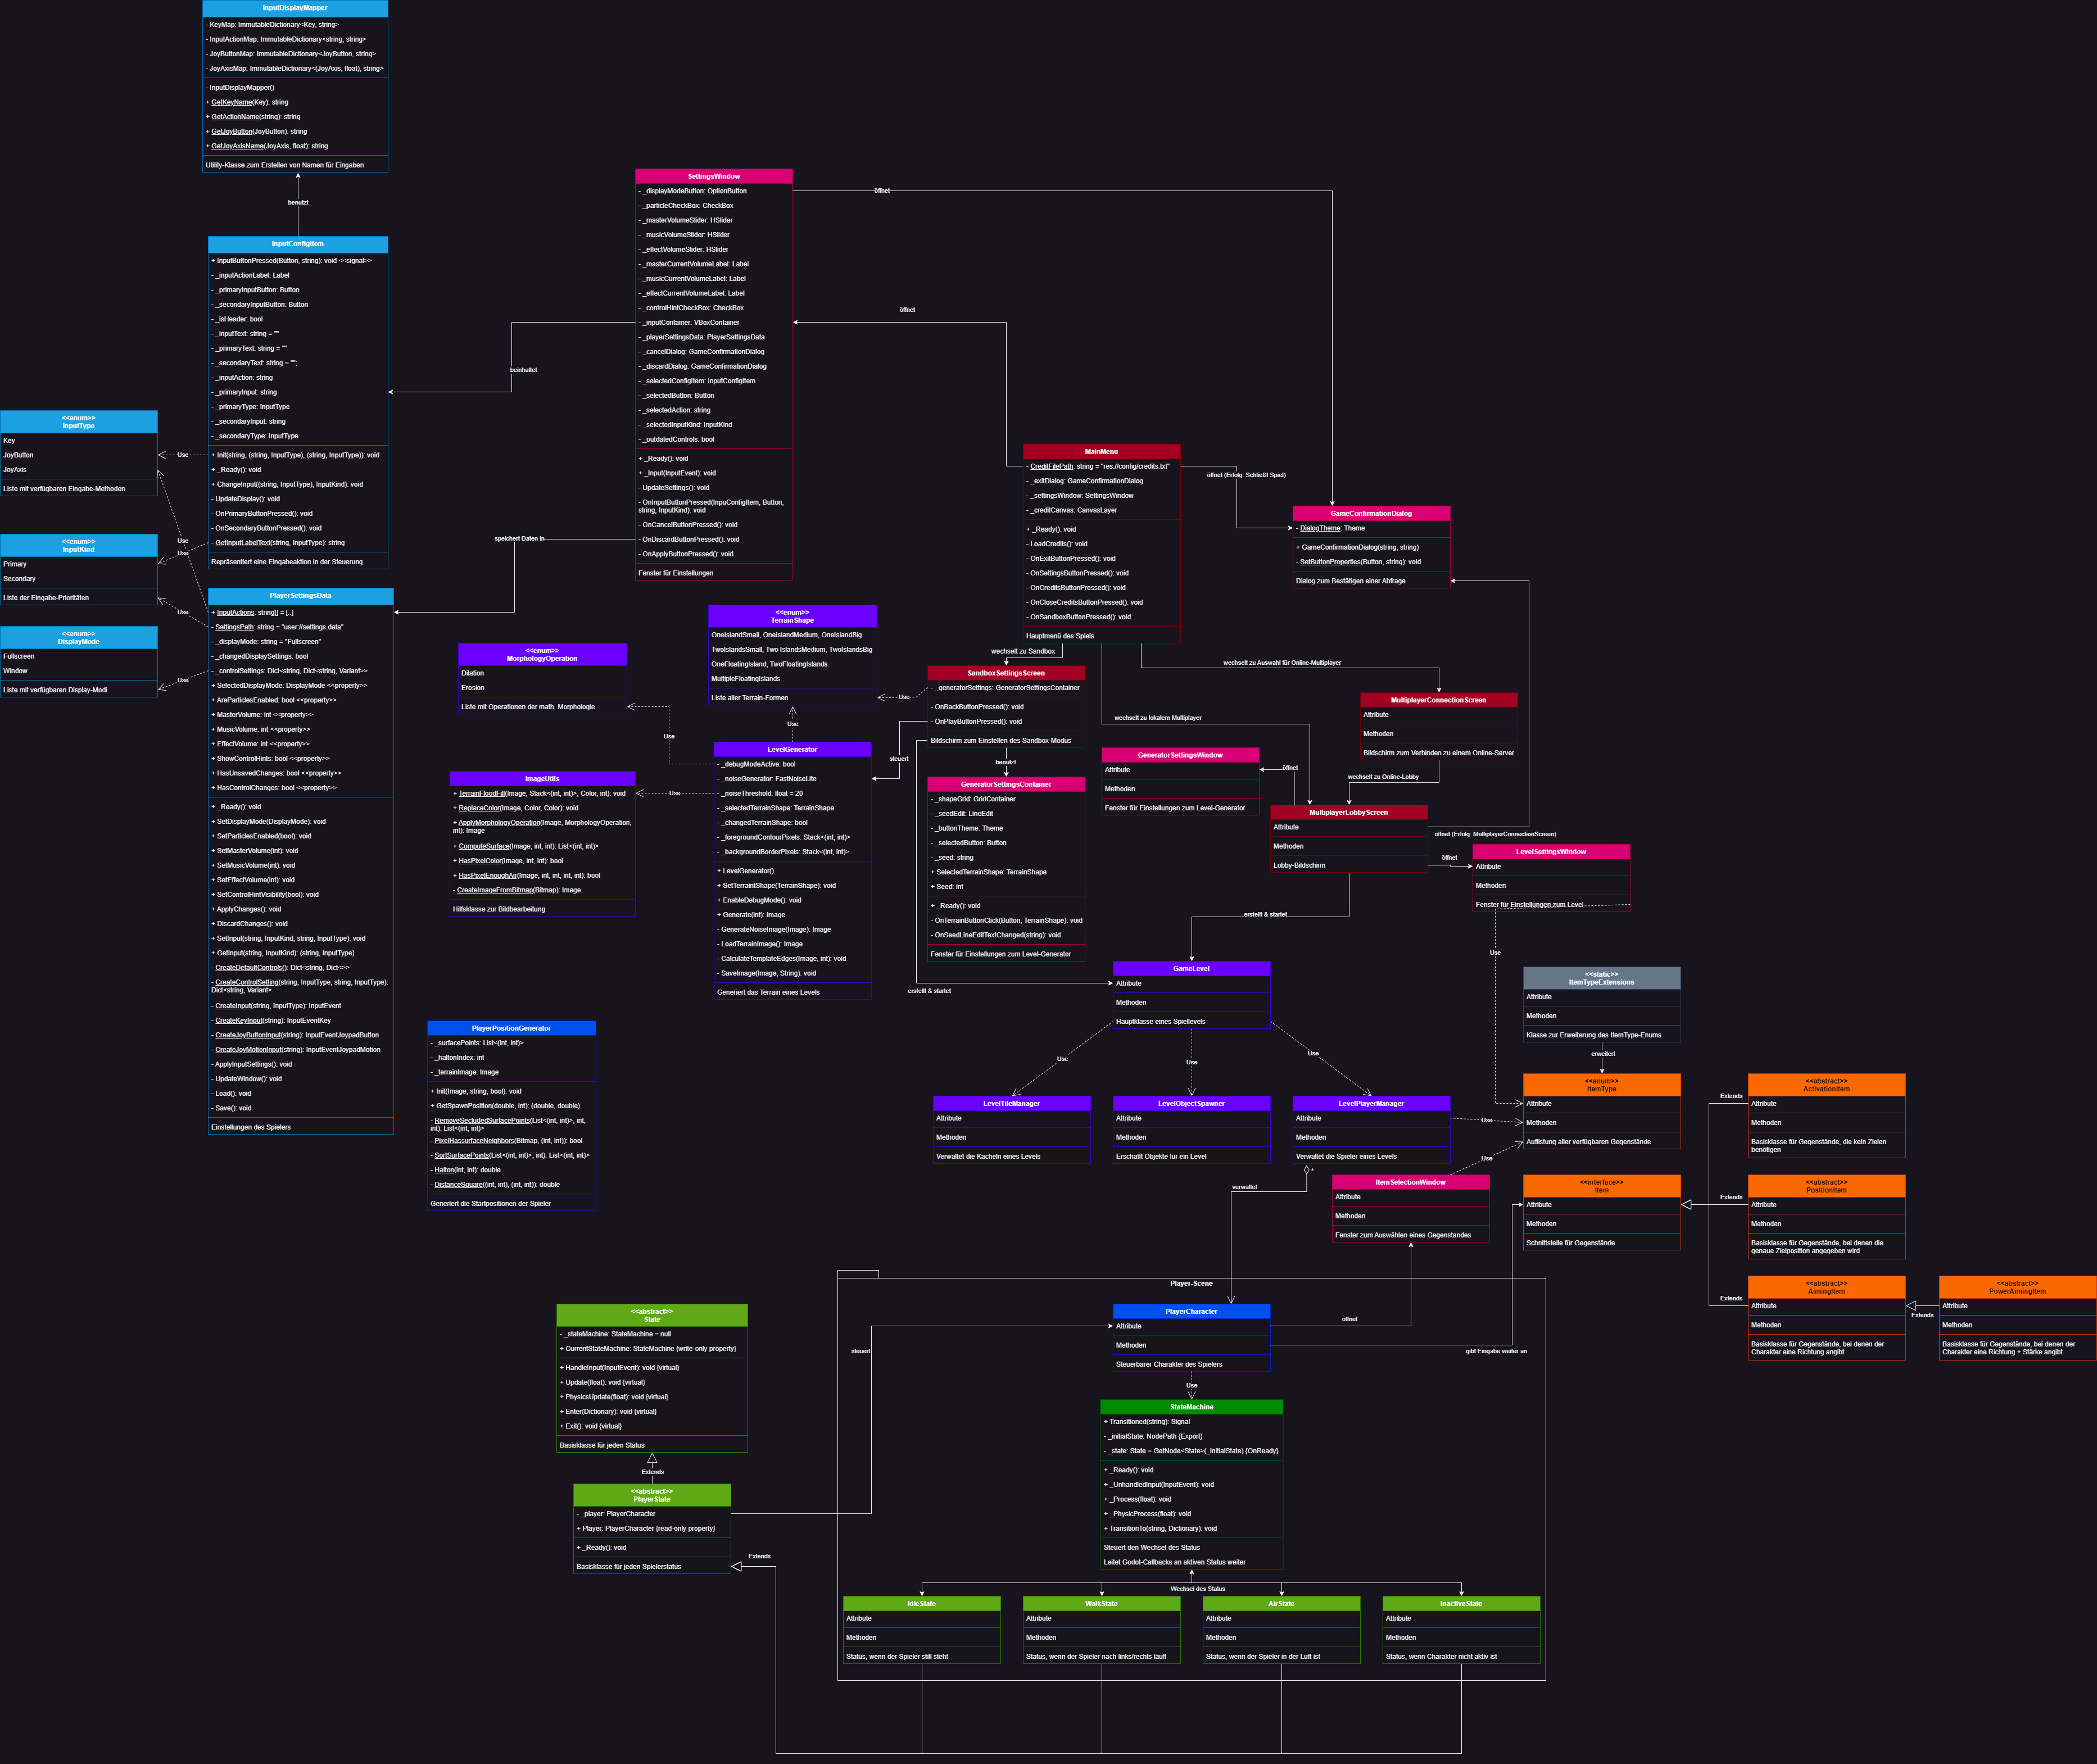 InputDisplayMapper
- KeyMap: ImmutableDictionary<Key, string>
- InputActionMap: ImmutableDictionary<string, string>
- JoyButtonMap: ImmutableDictionary<JoyButton, string>
- JoyAxisMap: ImmutableDictionary<(JoyAxis, float), string>
- InputDisplayMapper()
+ GetKeyName(Key): string
+ GetActionName(string): string
+ GetJoyButton(JoyButton): string
+ GetJoyAxisName(JoyAxis, float): string
Utility-Klasse zum Erstellen von Namen für Eingaben
benutzt
InputConfigItem
+ InputButtonPressed(Button, string): void <<signal>>
- _inputActionLabel: Label
- _primaryInputButton: Button
- _secondaryInputButton: Button
- _isHeader: bool
- _inputText: string = ""
- _primaryText: string = ""
- _secondaryText: string = "";
- _inputAction: string
- _primaryInput: string
- _primaryType: InputType
- _secondaryInput: string
- _secondaryType: InputType
+ Init(string, (string, InputType), (string, InputType)): void
+ _Ready(): void
+ ChangeInput((string, InputType), InputKind): void
- UpdateDisplay(): void
- OnPrimaryButtonPressed(): void
- OnSecondaryButtonPressed(): void
- GetInputLabelText(string, InputType): string
Repräsentiert eine Eingabeaktion in der Steuerung
<<enum>>
InputType
Key
JoyButton
JoyAxis
Liste mit verfügbaren Eingabe-Methoden
Use
Use
Use
<<enum>>
InputKind
Primary
Secondary
Liste der Eingabe-Prioritäten
Use
<<enum>>
DisplayMode
Fullscreen
Window
Liste mit verfügbaren Display-Modi
Use
PlayerSettingsData
+ InputActions: string[] = [..]
- SettingsPath: string = "user://settings.data"
- _displayMode: string = "Fullscreen"
- _changedDisplaySettings: bool
- _controlSettings: Dict<string, Dict<string, Variant>>
+ SelectedDisplayMode: DisplayMode <<property>>
+ AreParticlesEnabled: bool <<property>>
+ MasterVolume: int <<property>>
+ MusicVolume: int <<property>>
+ EffectVolume: int <<property>>
+ ShowControlHints: bool <<property>>
+ HasUnsavedChanges: bool <<property>>
+ HasControlChanges: bool <<property>>
+ _Ready(): void
+ SetDisplayMode(DisplayMode): void
+ SetParticlesEnabled(bool): void
+ SetMasterVolume(int): void
+ SetMusicVolume(int): void
+ SetEffectVolume(int): void
+ SetControlHintVisibility(bool): void
+ ApplyChanges(): void
+ DiscardChanges(): void
+ SetInput(string, InputKind, string, InputType): void
+ GetInput(string, InputKind): (string, InputType)
- CreateDefaultControls(): Dict<string, Dict<>>
- CreateControlSetting(string, InputType, string, InputType):
Dict<string, Variant>
- CreateInput(string, InputType): InputEvent
- CreateKeyInput(string): InputEventKey
- CreateJoyButtonInput(string): InputEventJoypadButton
- CreateJoyMotionInput(string): InputEventJoypadMotion
- ApplyInputSettings(): void
- UpdateWindow(): void
- Load(): void
- Save(): void
Einstellungen des Spielers
SettingsWindow
- _displayModeButton: OptionButton
- _particleCheckBox: CheckBox
- _masterVolumeSlider: HSlider
- _musicVolumeSlider: HSlider
- _effectVolumeSlider: HSlider
- _masterCurrentVolumeLabel: Label
- _musicCurrentVolumeLabel: Label
- _effectCurrentVolumeLabel: Label
- _controlHintCheckBox: CheckBox
- _inputContainer: VBoxContainer
- _playerSettingsData: PlayerSettingsData
- _cancelDialog: GameConfirmationDialog
- _discardDialog: GameConfirmationDialog
- _selectedConfigItem: InputConfigItem
- _selectedButton: Button
- _selectedAction: string
- _selectedInputKind: InputKind
- _outdatedControls: bool
+ _Ready(): void
+ _Input(InputEvent): void
- UpdateSettings(): void
- OnInputButtonPressed(InpuConfigItem, Button,
string, InputKind): void
- OnCancelButtonPressed(): void
- OnDiscardButtonPressed(): void
- OnApplyButtonPressed(): void
Fenster für Einstellungen
beinhaltet
speichert Daten in
öffnet
öffnet
MainMenu
- CreditFilePath: string = "res://config/credits.txt"
- _exitDialog: GameConfirmationDialog
- _settingsWindow: SettingsWindow
- _creditCanvas: CanvasLayer
+ _Ready(): void
- LoadCredits(): void
- OnExitButtonPressed(): void
- OnSettingsButtonPressed(): void
- OnCreditsButtonPressed(): void
- OnCloseCreditsButtonPressed(): void
- OnSandboxButtonPressed(): void
Hauptmenü des Spiels
öffnet (Erfolg: Schließt Spiel)
GameConfirmationDialog
- DialogTheme: Theme
+ GameConfirmationDialog(string, string)
- SetButtonProperties(Button, string): void
Dialog zum Bestätigen einer Abfrage
wechselt zu Sandbox
wechselt zu Auswahl für Online-Multiplayer
wechselt zu lokalem Multiplayer
<<enum>>
MorphologyOperation
Dilation
Erosion
Liste mit Operationen der math. Morphologie
Use
<<enum>>
TerrainShape
OneIslandSmall, OneIslandMedium, OneIslandBig
TwoIslandsSmall, Two IslandsMedium, TwoIslandsBig
OneFloatingIsland, TwoFloatingIslands
MultipleFloatingIslands
Liste aller Terrain-Formen
Use
Use
SandboxSettingsScreen
- _generatorSettings: GeneratorSettingsContainer
- OnBackButtonPressed(): void
- OnPlayButtonPressed(): void
Bildschirm zum Einstellen des Sandbox-Modus
steuert
benutzt
ImageUtils
+ TerrainFloodFill(Image, Stack<(int, int)>, Color, int): void
+ ReplaceColor(Image, Color, Color): void
+ ApplyMorphologyOperation(Image, MorphologyOperation,
int): Image
+ ComputeSurface(Image, int, int): List<(int, int)>
+ HasPixelColor(Image, int, int): bool
+ HasPixelEnoughAir(Image, int, int, int, int): bool
- CreateImageFromBitmap(Bitmap): Image
Hilfsklasse zur Bildbearbeitung
Use
LevelGenerator
- _debugModeActive: bool
- _noiseGenerator: FastNoiseLite
- _noiseThreshold: float = 20
- _selectedTerrainShape: TerrainShape
- _changedTerrainShape: bool
- _foregroundContourPixels: Stack<(int, int)>
- _backgroundBorderPixels: Stack<(int, int)>
+ LevelGenerator()
+ SetTerraintShape(TerrainShape): void
+ EnableDebugMode(): void
+ Generate(int): Image
- GenerateNoiseImage(Image): Image
- LoadTerrainImage(): Image
- CalculateTemplateEdges(Image, int): void
- SaveImage(Image, String): void
Generiert das Terrain eines Levels
GeneratorSettingsContainer
- _shapeGrid: GridContainer
- _seedEdit: LineEdit
- _buttonTheme: Theme
- _selectedButton: Button
- _seed: string
+ SelectedTerrainShape: TerrainShape
+ Seed: int
+ _Ready(): void
- OnTerrainButtonClick(Button, TerrainShape): void
- OnSeedLineEditTextChanged(string): void
Fenster für Einstellungen zum Level-Generator
erstellt & startet
GeneratorSettingsWindow
Attribute
Methoden
Fenster für Einstellungen zum Level-Generator
öffnet
MultiplayerConnectionScreen
Attribute
Methoden
Bildschirm zum Verbinden zu einem Online-Server
wechselt zu Online-Lobby
MultiplayerLobbyScreen
Attribute
Methoden
Lobby-Bildschirm
öffnet (Erfolg: MultiplayerConnectionScreen)
öffnet
LevelSettingsWindow
Attribute
Methoden
Fenster für Einstellungen zum Level
Use
erstellt & startet
GameLevel
Attribute
Methoden
Hauptklasse eines Spiellevels
Use
Use
Use
<<static>>
ItemTypeExtensions
Attribute
Methoden
Klasse zur Erweiterung des ItemType-Enums
erweitert
PlayerPositionGenerator
- _surfacePoints: List<(int, int)>
- _haltonIndex: int
- _terrainImage: Image
+ Init(Image, string, bool): void
+ GetSpawnPosition(double, int): (double, double)
- RemoveSecludedSurfacePoints(List<(int, int)>, int,
int): List<(int, int)>
- PixelHassurfaceNeighbors(Bitmap, (int, int)): bool
- SortSurfacePoints(List<(int, int)>, int): List<(int, int)>
- Halton(int, int): double
- DistanceSquare((int, int), (int, int)): double
Generiert die Startpositionen der Spieler
LevelTileManager
Attribute
Methoden
Verwaltet die Kacheln eines Levels
LevelObjectSpawner
Attribute
Methoden
Erschafft Objekte für ein Level
LevelPlayerManager
Attribute
Methoden
Verwaltet die Spieler eines Levels
Use
<<enum>>
ItemType
Attribute
Methoden
Auflistung aller verfügbaren Gegenstände
Use
*
verwaltet
ItemSelectionWindow
Attribute
Methoden
Fenster zum Auswählen eines Gegenstandes
<<interface>>
Item
Attribute
Methoden
Schnittstelle für Gegenstände
Extends
<<abstract>>
ActivationItem
Attribute
Methoden
Basisklasse für Gegenstände, die kein Zielen
benötigen
Extends
<<abstract>>
PositionItem
Attribute
Methoden
Basisklasse für Gegenstände, bei denen die
genaue Zielposition angegeben wird
Extends
<<abstract>>
AimingItem
Attribute
Methoden
Basisklasse für Gegenstände, bei denen der
Charakter eine Richtung angibt
Extends
<<abstract>>
PowerAimingItem
Attribute
Methoden
Basisklasse für Gegenstände, bei denen der
Charakter eine Richtung + Stärke angibt
Player-Scene
PlayerCharacter
Attribute
Methoden
Steuerbarer Charakter des Spielers
öffnet
gibt Eingabe weiter an
steuert
Use
<<abstract>>
State
- _stateMachine: StateMachine = null
+ CurrentStateMachine: StateMachine {write-only property}
+ HandleInput(InputEvent): void {virtual}
+ Update(float): void {virtual}
+ PhysicsUpdate(float): void {virtual}
+ Enter(Dictionary): void {virtual}
+ Exit(): void {virtual}
Basisklasse für jeden Status
Extends
<<abstract>>
PlayerState
- _player: PlayerCharacter
+ Player: PlayerCharacter {read-only property}
+ _Ready(): void
Basisklasse für jeden Spielerstatus
Extends
StateMachine
+ Transitioned(string): Signal
- _initialState: NodePath {Export}
- _state: State = GetNode<State>(_initialState) {OnReady}
+ _Ready(): void
+ _UnhandledInput(InputEvent): void
+ _Process(float): void
+ _PhysicProcess(float): void
+ TransitionTo(string, Dictionary): void
Steuert den Wechsel des Status
Leitet Godot-Callbacks an aktiven Status weiter
Wechsel des Status
IdleState
Attribute
Methoden
Status, wenn der Spieler still steht
WalkState
Attribute
Methoden
Status, wenn der Spieler nach links/rechts läuft
AirState
Attribute
Methoden
Status, wenn der Spieler in der Luft ist
InactiveState
Attribute
Methoden
Status, wenn Charakter nicht aktiv ist